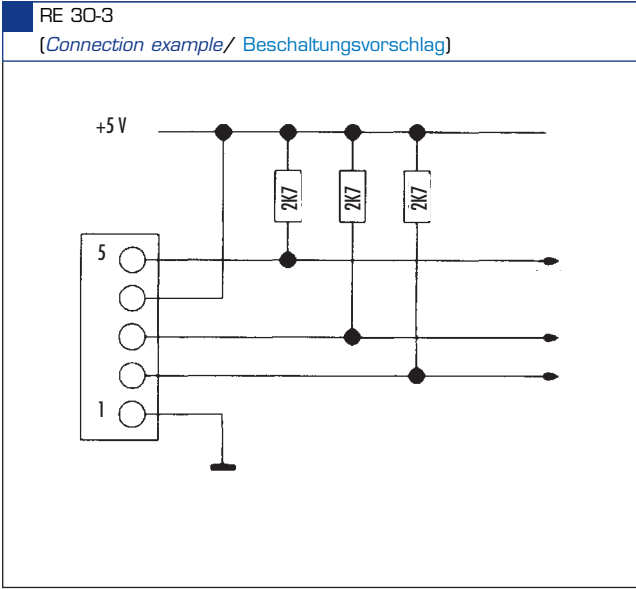 RE 30-3
(Connection example/ Beschaltungsvorschlag)
+5 V
2K7 2K7 2K7
5
1